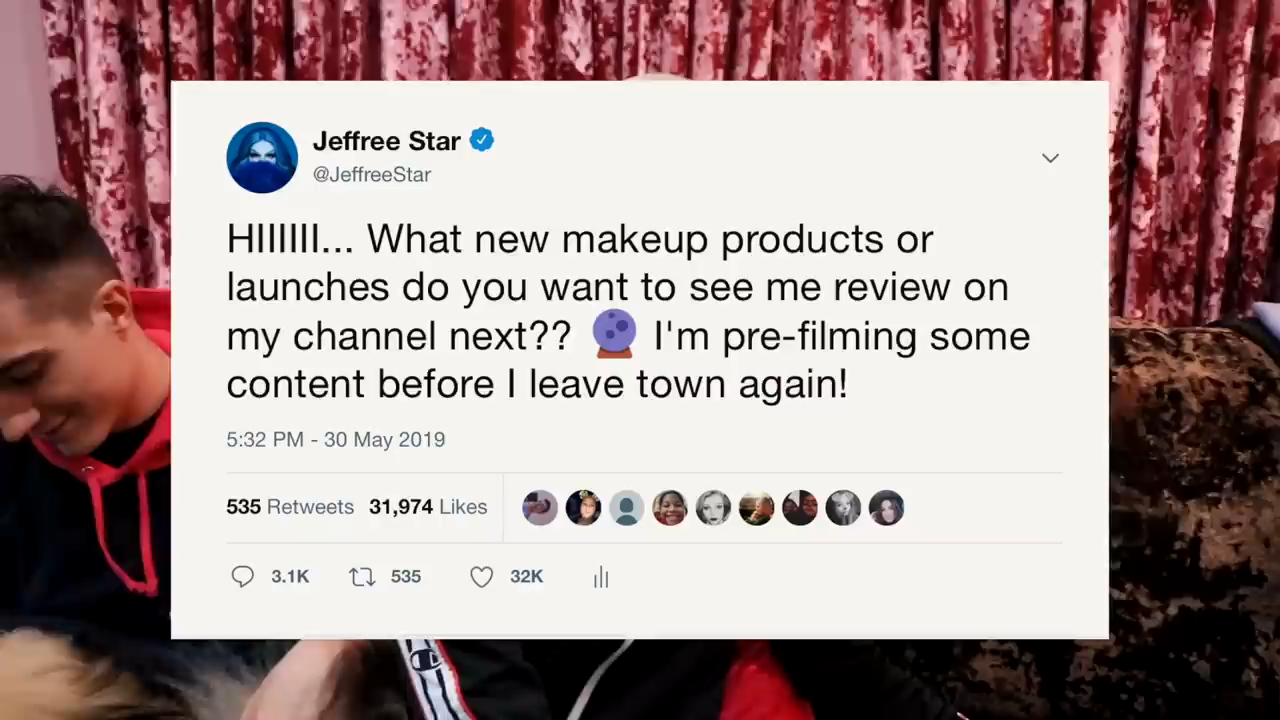 Jeffree Star
@JeffreeStar
HIIIIIII... What new makeup products or
launches do you want to see me review on
my channel next?? 🔮 I'm pre-filming some
content before I leave town again!
5:32 PM - 30 May 2019
535 Retweets 31,974 Likes
3.1K 535 32K